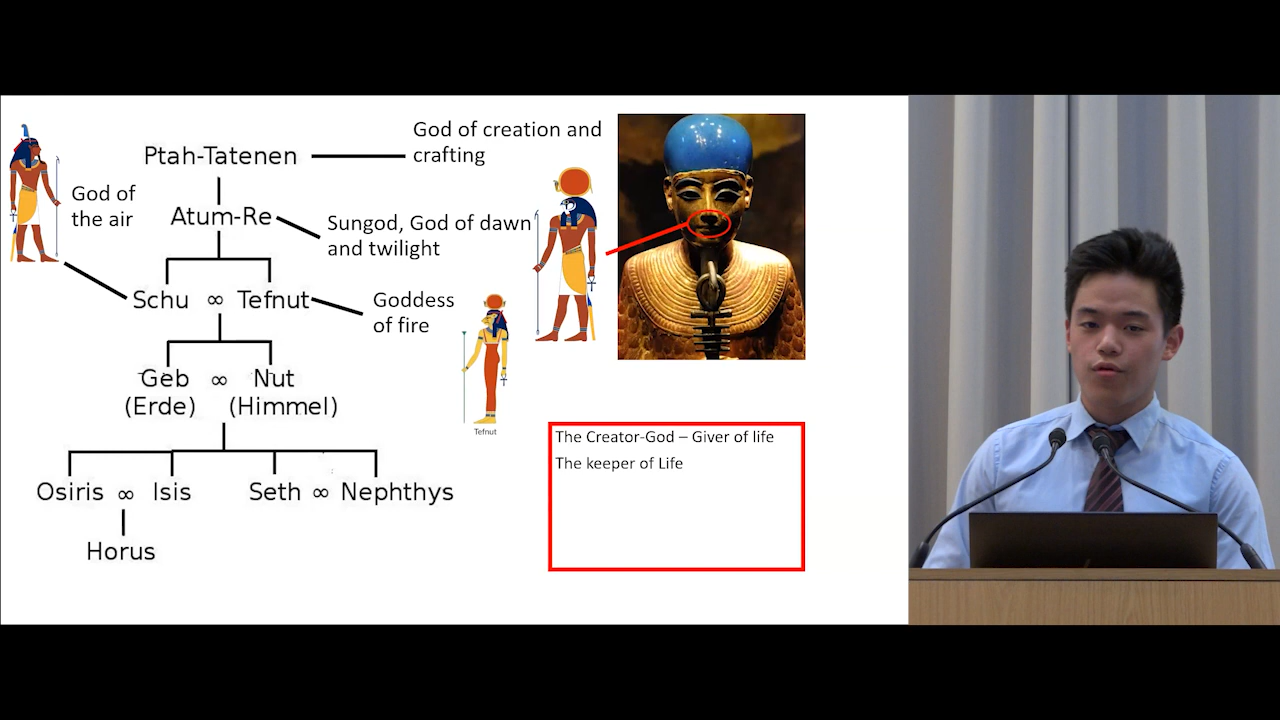 Ptah-Tatenen
God of creation and
crafting
God of
the air
Atum-Re
Sungod, God of dawn
and twilight
Schu ∞ Tefnut
Goddess
of fire
Geb ∞ Nut
(Erde) (Himmel)
Tefnut
The Creator-God – Giver of life
The keeper of Life
Osiris ∞ Isis Seth ∞ Nephthys
Horus